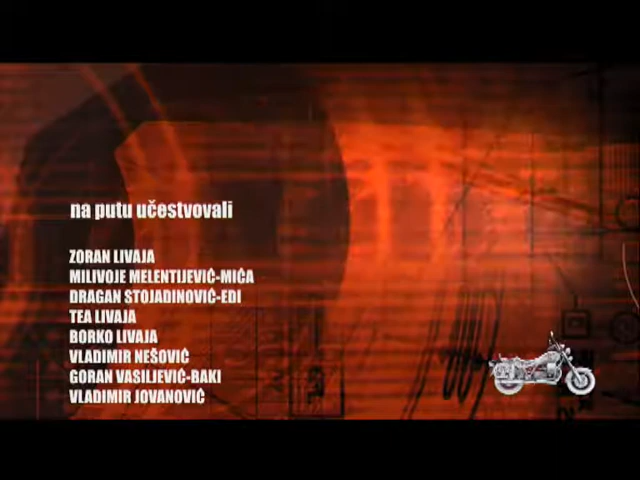 na putu učestvovali
ZORAN LIVAJA
MILIVOJE MELENTIJEVIĆ-MIĆA
DRAGAN STOJADINOVIĆ-EDI
TEA LIVAJA
BORKO LIVAJA
VLADIMIR NEŠOVIĆ
GORAN VASILJEVIĆ-BAKI
VLADIMIR JOVANOVIĆ